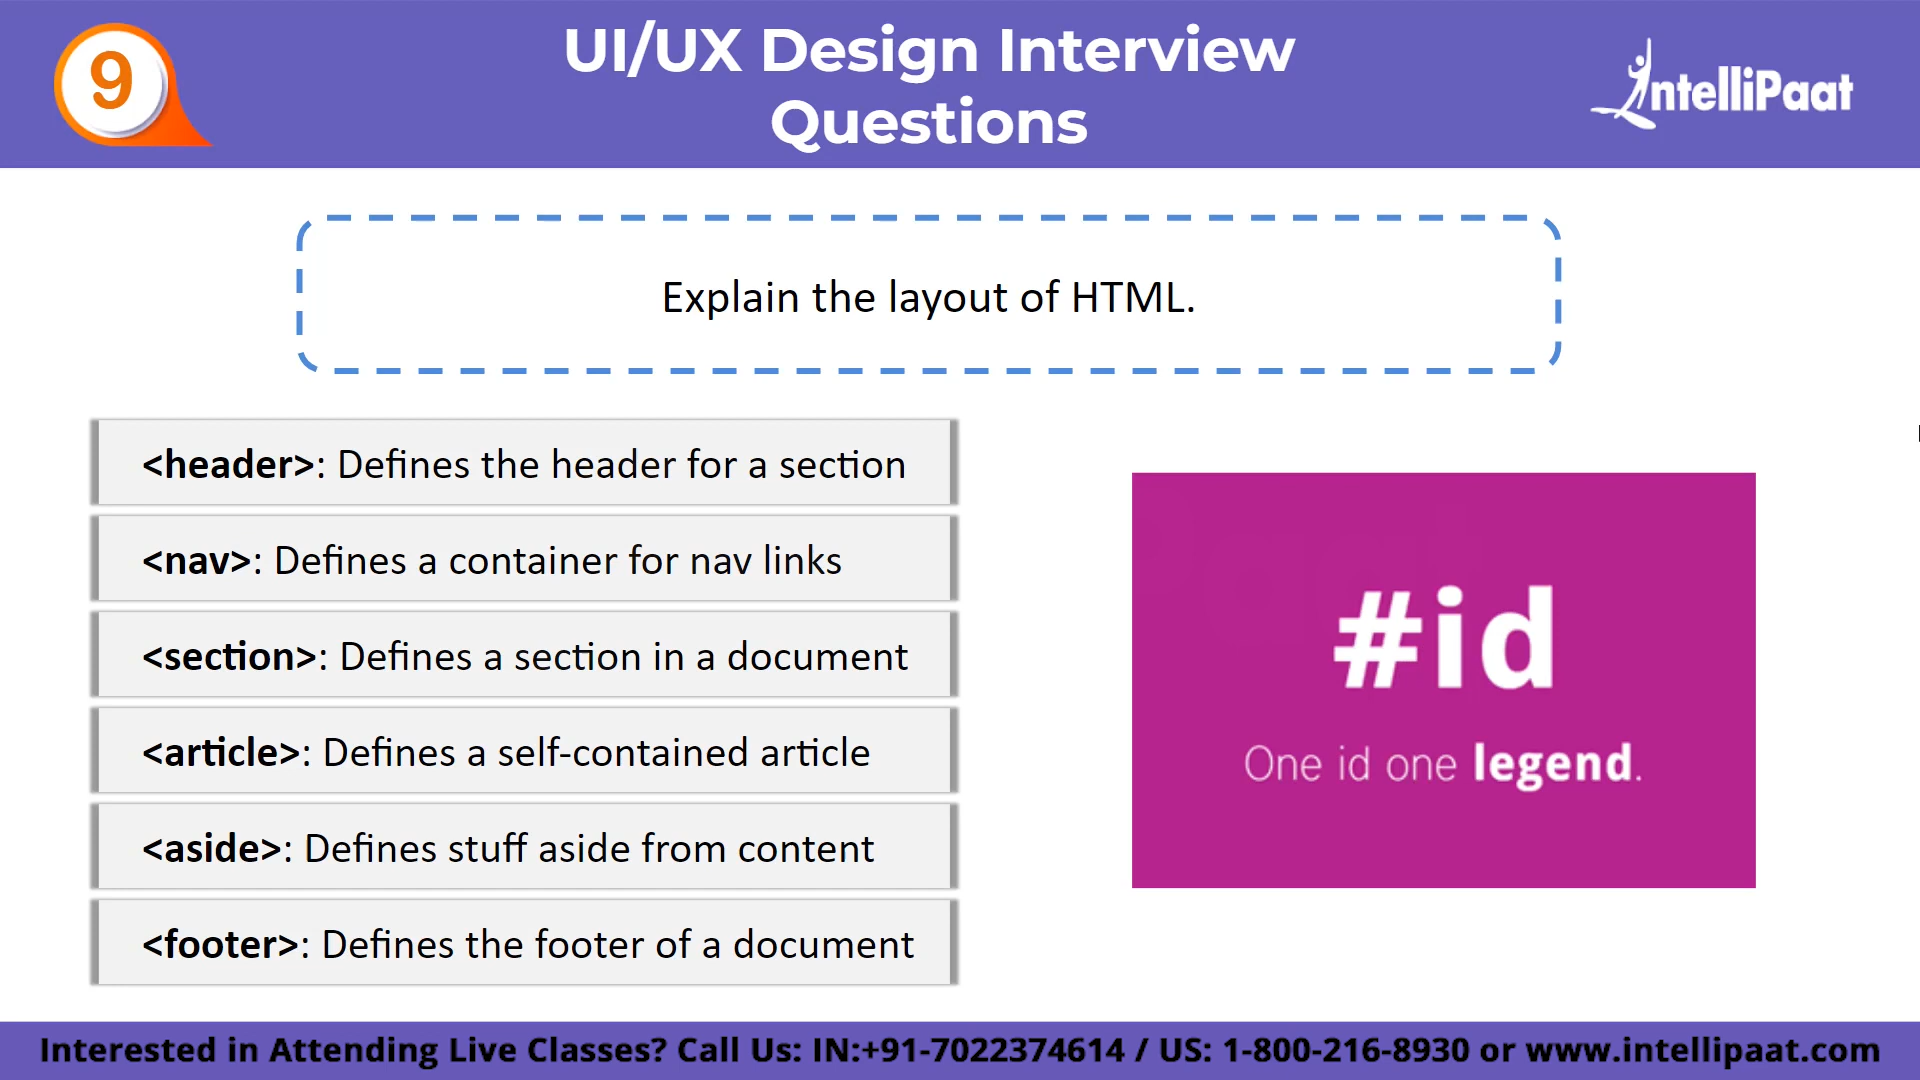 9
UI/UX Design Interview
Questions
IntelliPaat
Explain the layout of HTML.
<header>: Defines the header for a section
<nav>: Defines a container for nav links
<section>: Defines a section in a document
<article>: Defines a self-contained article
<aside>: Defines stuff aside from content
<footer>: Defines the footer of a document
#id
One id one legend.
Interested in Attending Live Classes? Call Us: IN:+91-7022374614 / US: 1-800-216-8930 or www.intellipaat.com